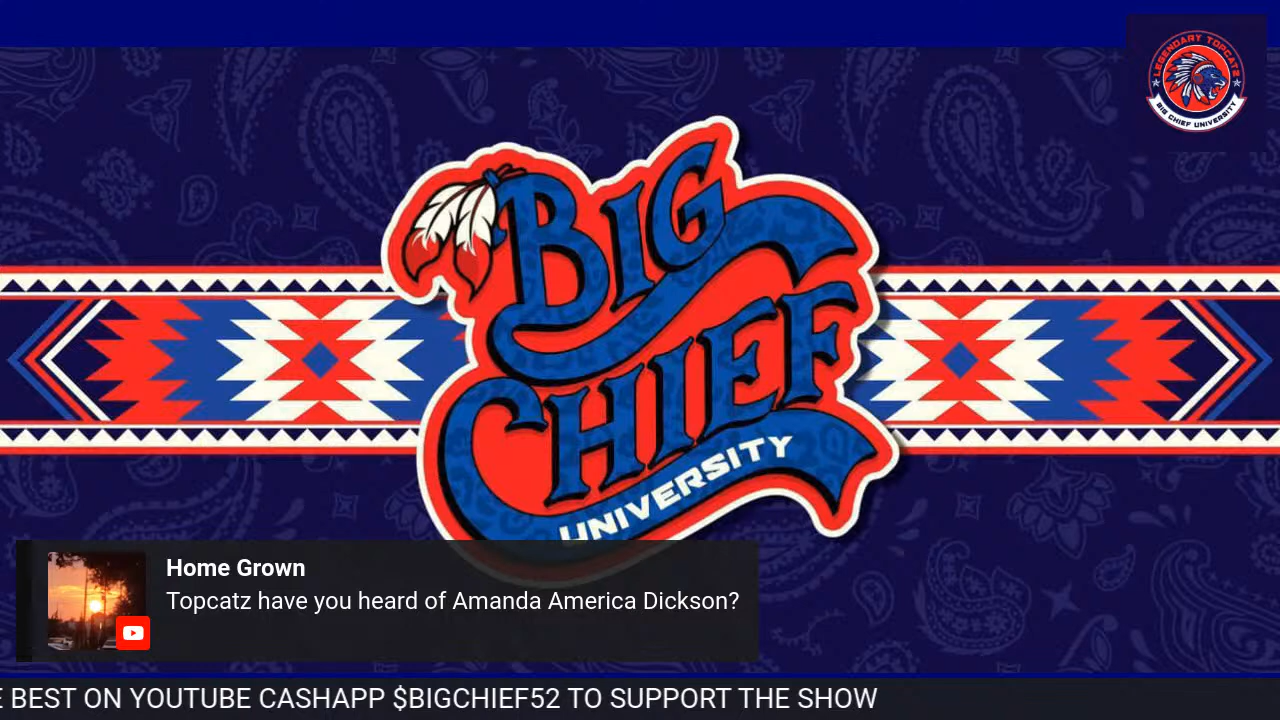 LEGENDARY TOPCATZ
BIG CHIEF UNIVERSITY
BIG
CHIEF
UNIVERSITY
Home Grown
Topcatz have you heard of Amanda America Dickson?
BEST ON YOUTUBE CASHAPP $BIGCHIEF52 TO SUPPORT THE SHOW